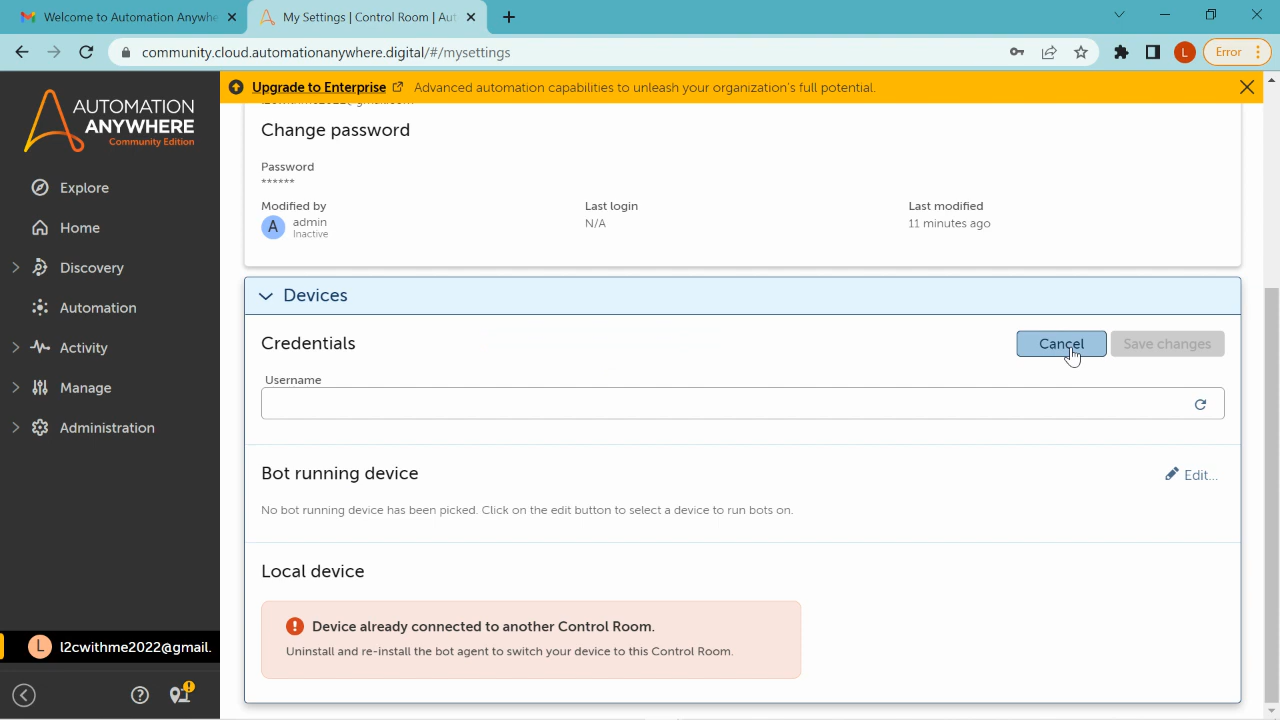 Welcome to Automation Anywhe
My Settings | Control Room | Aut
community.cloud.automationanywhere.digital/#/mysettings
L
Error
Upgrade to Enterprise Advanced automation capabilities to unleash your organization's full potential.
AUTOMATION
ANYWHERE
Community Edition
Explore
Home
Discovery
Automation
Activity
Manage
Administration
L l2cwithme2022@gmail.
l2cwithme2022@gmail.com
Change password
Password
******
Modified by
A admin
Inactive
Last login
N/A
Last modified
11 minutes ago
Devices
Credentials
Cancel
Save changes
Username
Bot running device
Edit...
No bot running device has been picked. Click on the edit button to select a device to run bots on.
Local device
Device already connected to another Control Room.
Uninstall and re-install the bot agent to switch your device to this Control Room.